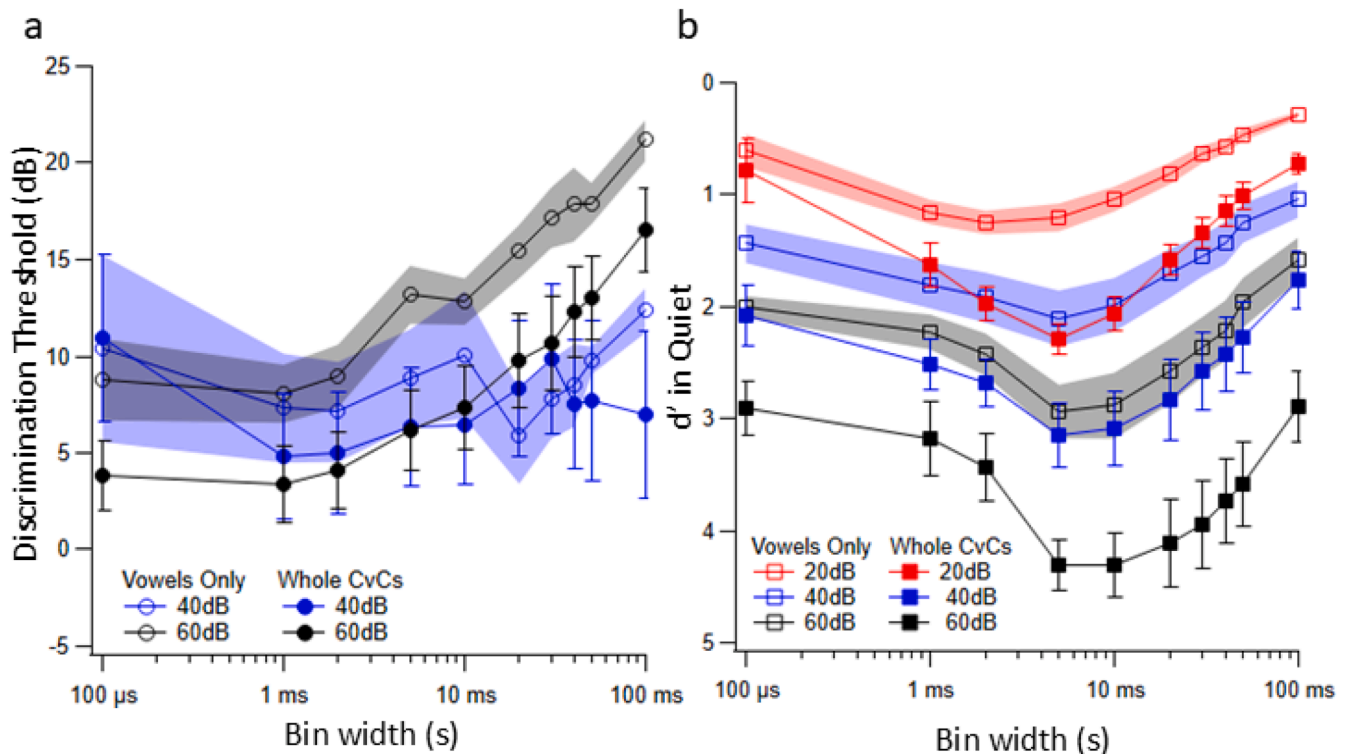 a
b
Discrimination Threshold (dB)
25
20
15
10
5
0
-5
Vowels Only Whole CvCs
40dB 40dB
60dB 60dB
100 µs 1 ms 10 ms 100 ms
Bin width (s)
d’ in Quiet
0
1
2
3
4
5
Vowels Only Whole CvCs
20dB 20dB
40dB 40dB
60dB 60dB
100 µs 1 ms 10 ms 100 ms
Bin width (s)